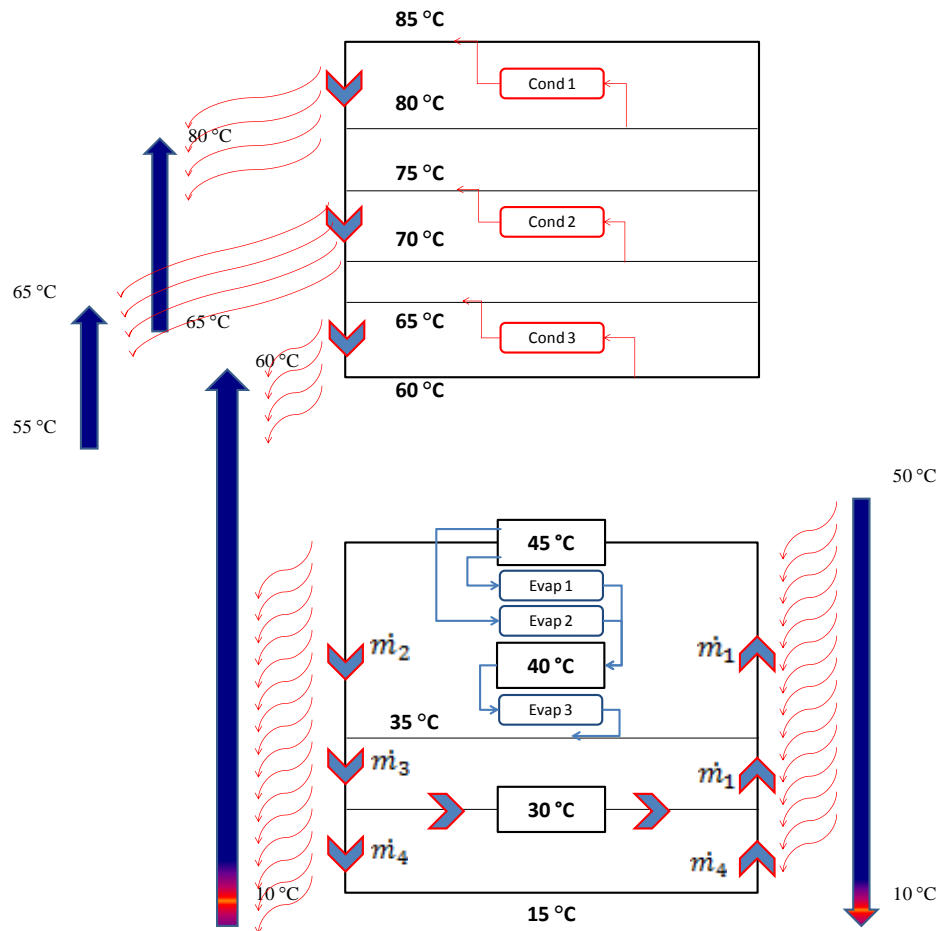 85 °C
Cond 1
80 °C
80 °C
75 °C
Cond 2
70 °C
65 °C
65 °C
65 °C
Cond 3
60 °C
60 °C
55 °C
50 °C
45 °C
Evap 1
Evap 2
ṁ₂
40 °C
ṁ₁
Evap 3
35 °C
ṁ₃
ṁ₁
30 °C
ṁ₄
ṁ₄
10 °C
15 °C
10 °C